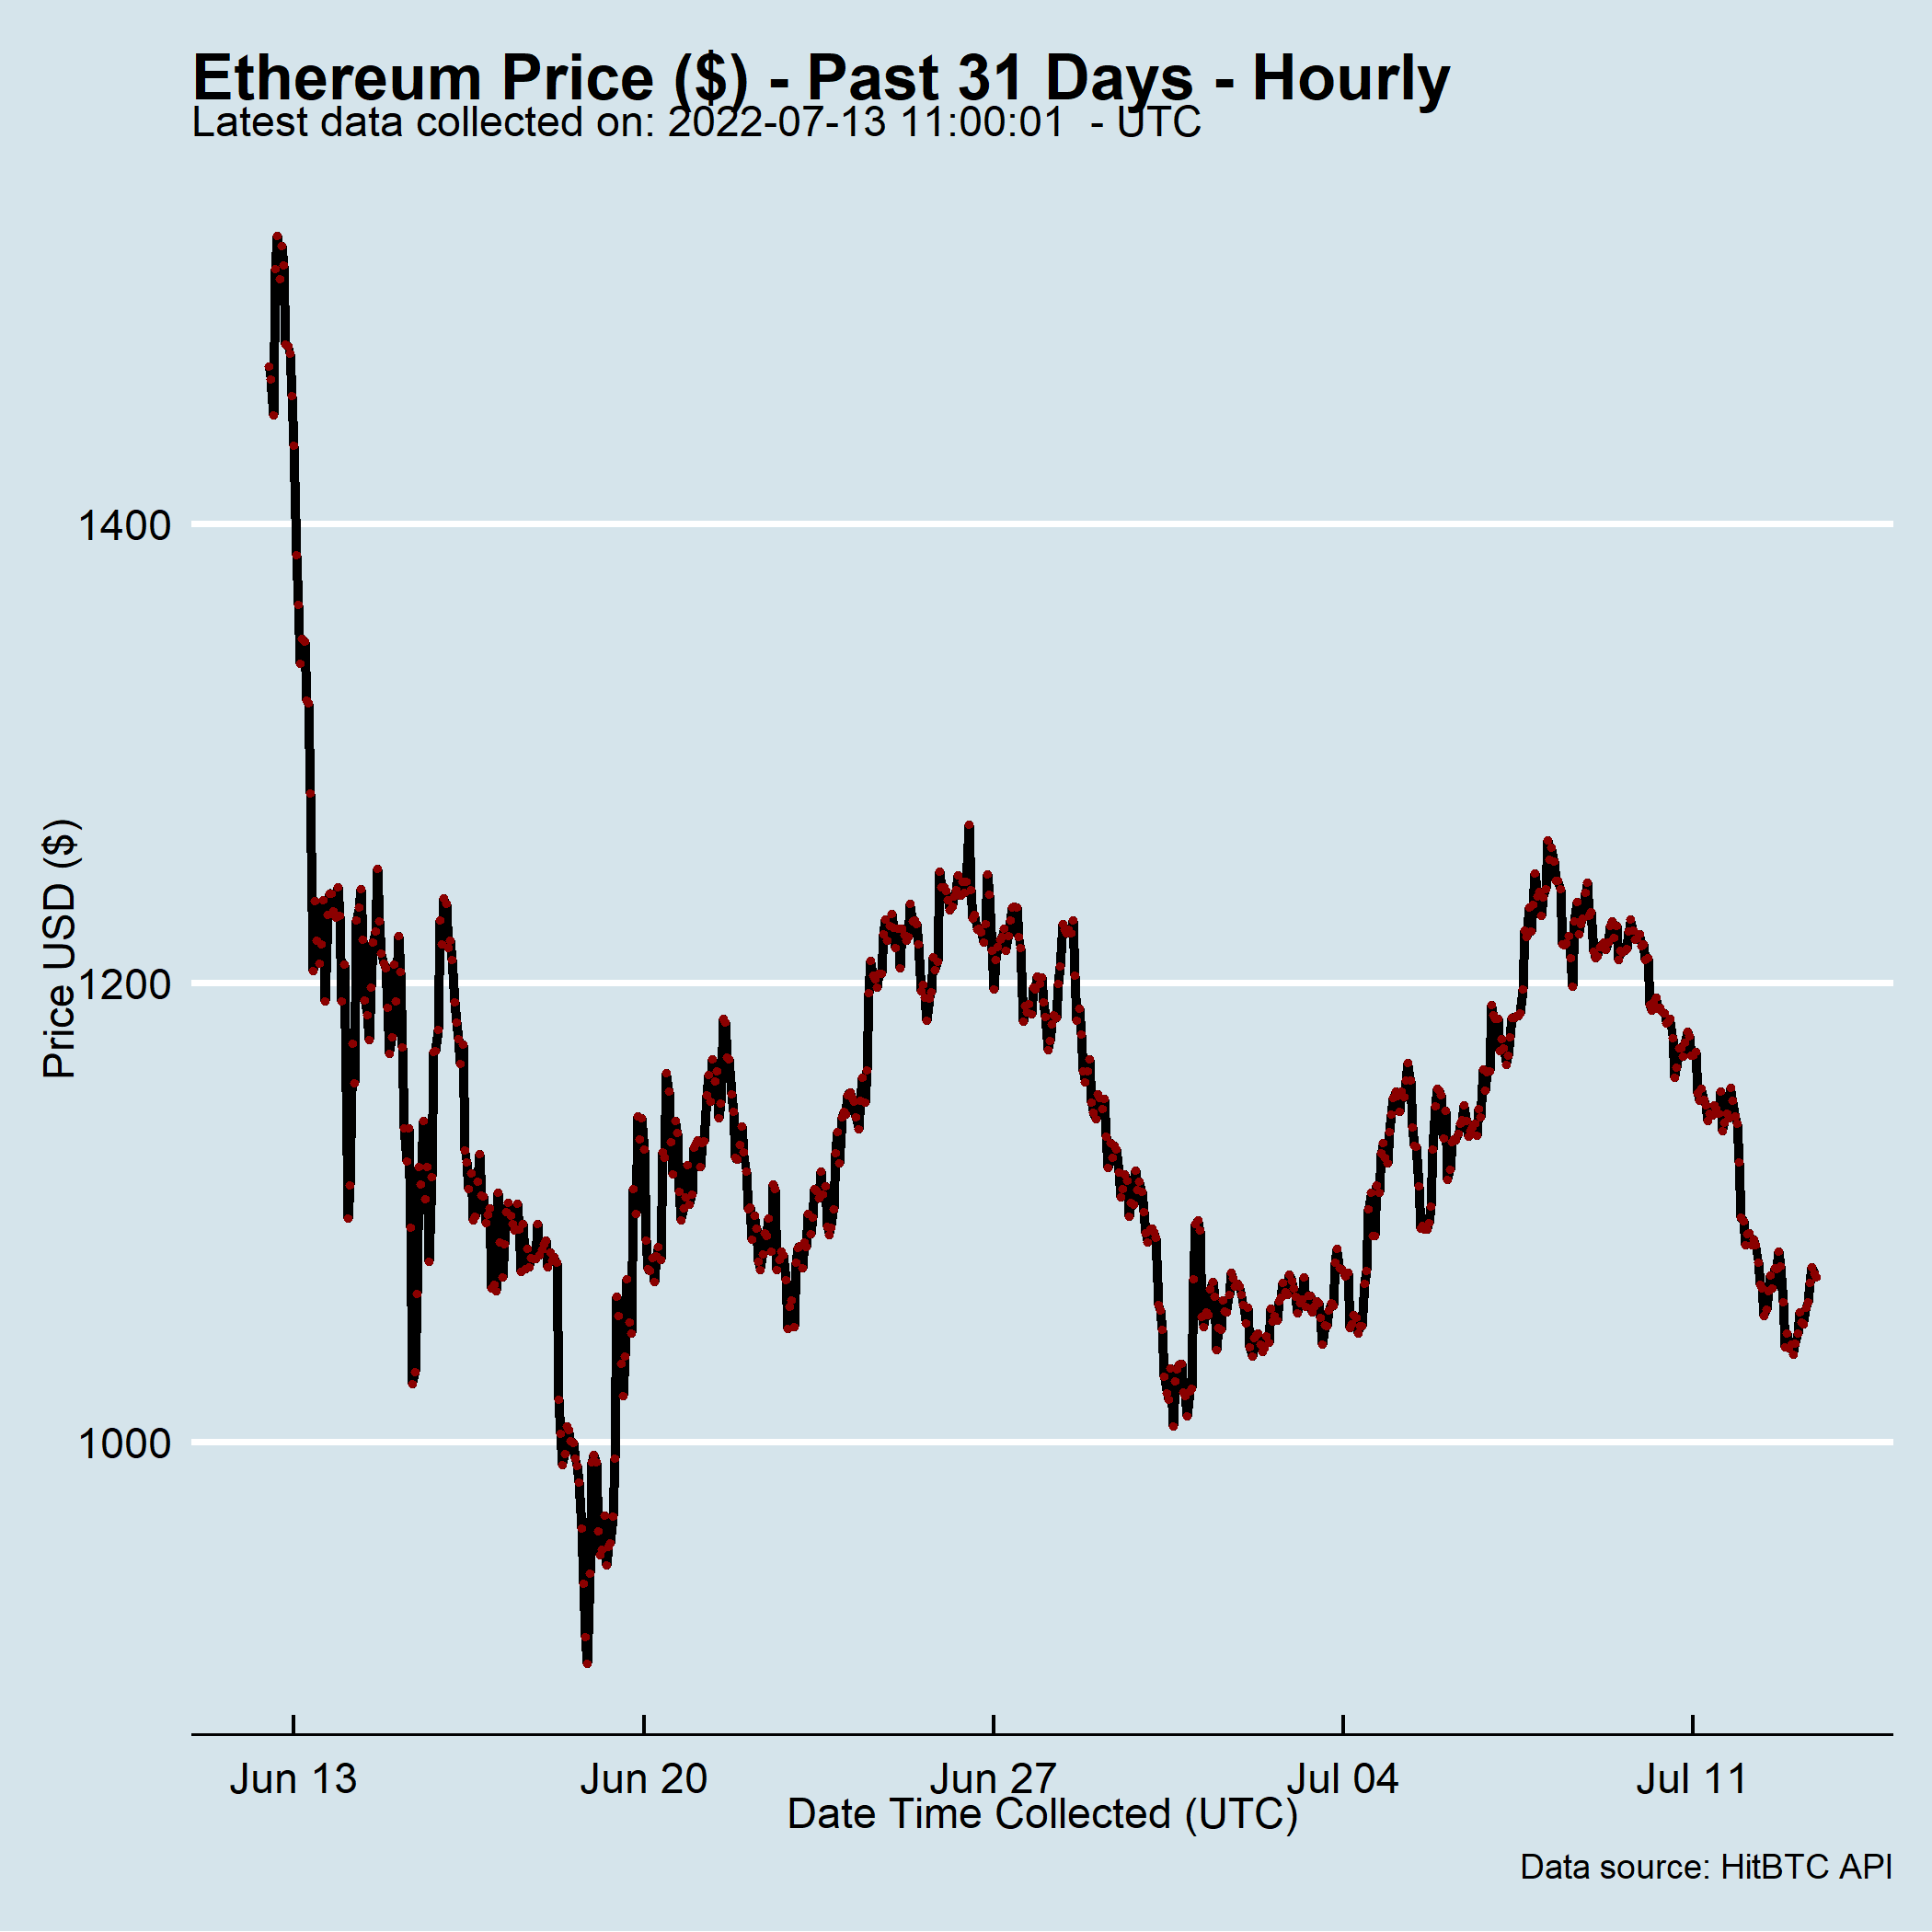 Ethereum Price ($) - Past 31 Days - Hourly
Latest data collected on: 2022-07-13 11:00:01  - UTC
Price USD ($)
1400
1200
1000
Jun 13
Jun 20
Jun 27
Jul 04
Jul 11
Date Time Collected (UTC)
Data source: HitBTC API